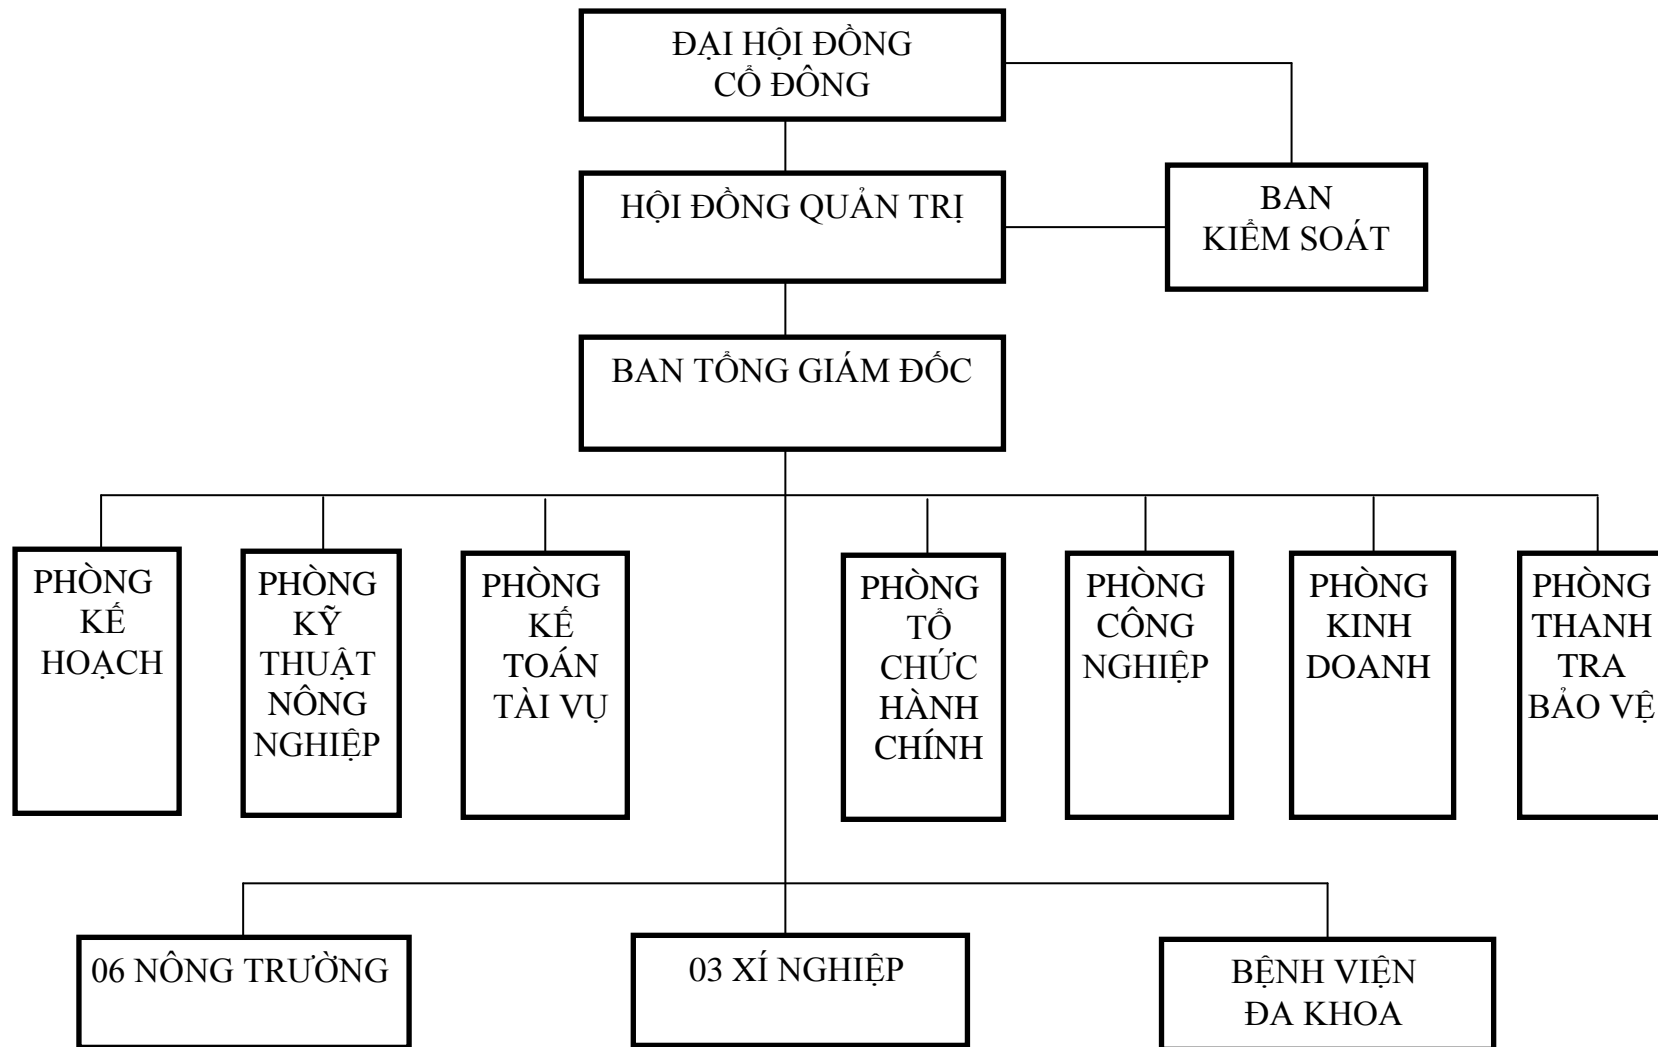 ĐẠI HỘI ĐỒNG
CỔ ĐÔNG
HỘI ĐỒNG QUẢN TRỊ
BAN
KIỂM SOÁT
BAN TỔNG GIÁM ĐỐC
PHÒNG
KẾ
HOẠCH
PHÒNG
KỸ
THUẬT
NÔNG
NGHIỆP
PHÒNG
KẾ
TOÁN
TÀI VỤ
PHÒNG
TỔ
CHỨC
HÀNH
CHÍNH
PHÒNG
CÔNG
NGHIỆP
PHÒNG
KINH
DOANH
PHÒNG
THANH
TRA
BẢO VỆ
06 NÔNG TRƯỜNG
03 XÍ NGHIỆP
BỆNH VIỆN
ĐA KHOA